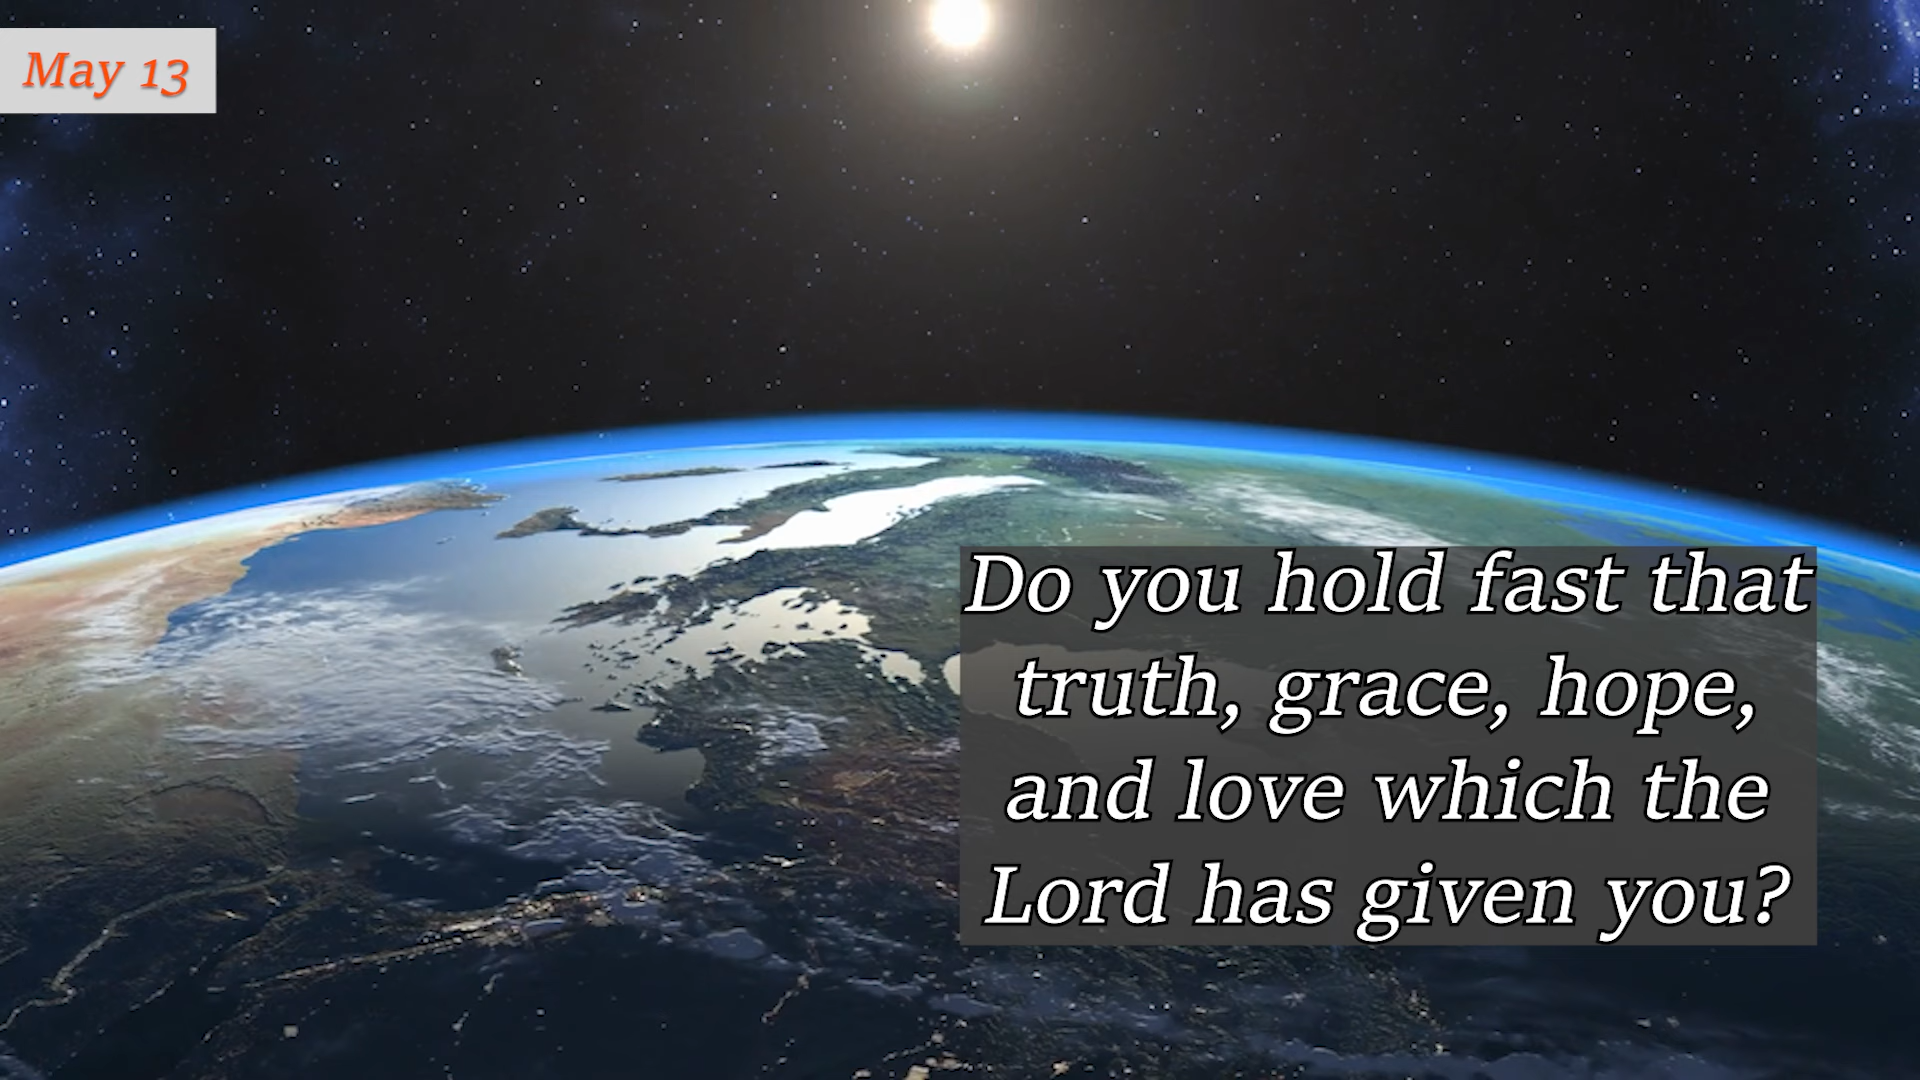 May 13
Do you hold fast that
truth, grace, hope,
and love which the
Lord has given you?